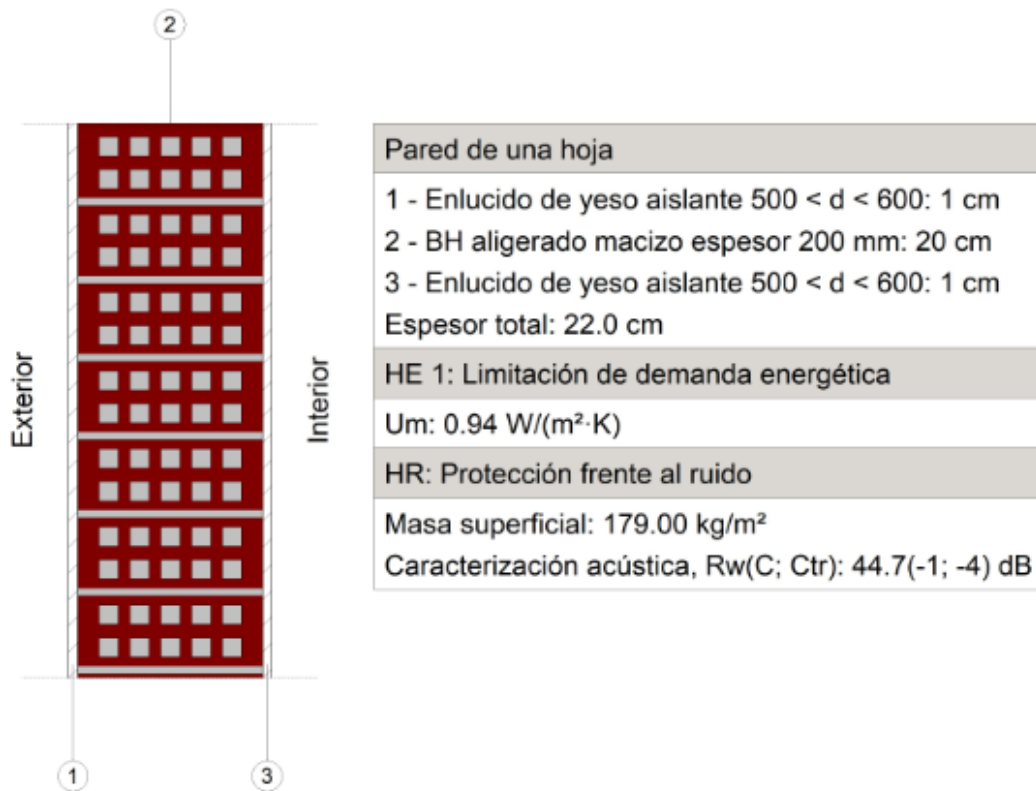 2
Exterior
Interior
1
3
Pared de una hoja
1 - Enlucido de yeso aislante 500 < d < 600: 1 cm
2 - BH aligerado macizo espesor 200 mm: 20 cm
3 - Enlucido de yeso aislante 500 < d < 600: 1 cm
Espesor total: 22.0 cm
HE 1: Limitación de demanda energética
Um: 0.94 W/(m²·K)
HR: Protección frente al ruido
Masa superficial: 179.00 kg/m²
Caracterización acústica, Rw(C; Ctr): 44.7(-1; -4) dB